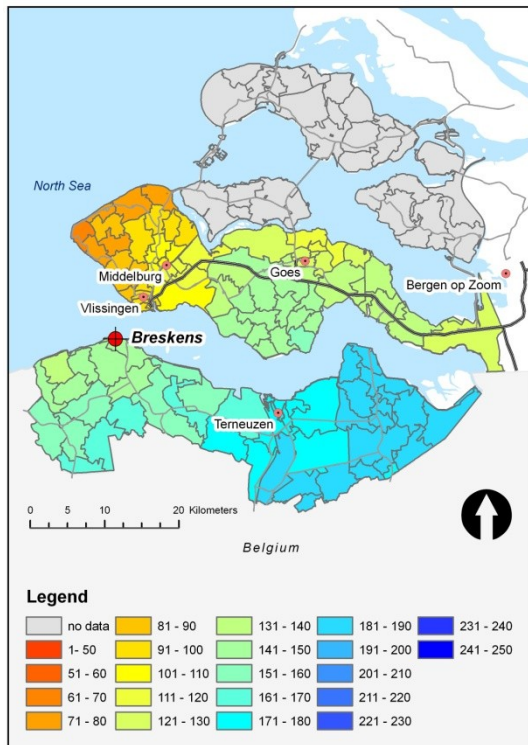 North Sea
Middelburg
Goes
Bergen op Zoom
Vlissingen
Breskens
Terneuzen
0 5 10 20 Kilometers
Belgium
Legend
no data
1- 50
51 - 60
61 - 70
71 - 80
81 - 90
91 - 100
101 - 110
111 - 120
121 - 130
131 - 140
141 - 150
151 - 160
161 - 170
171 - 180
181 - 190
191 - 200
201 - 210
211 - 220
221 - 230
231 - 240
241 - 250